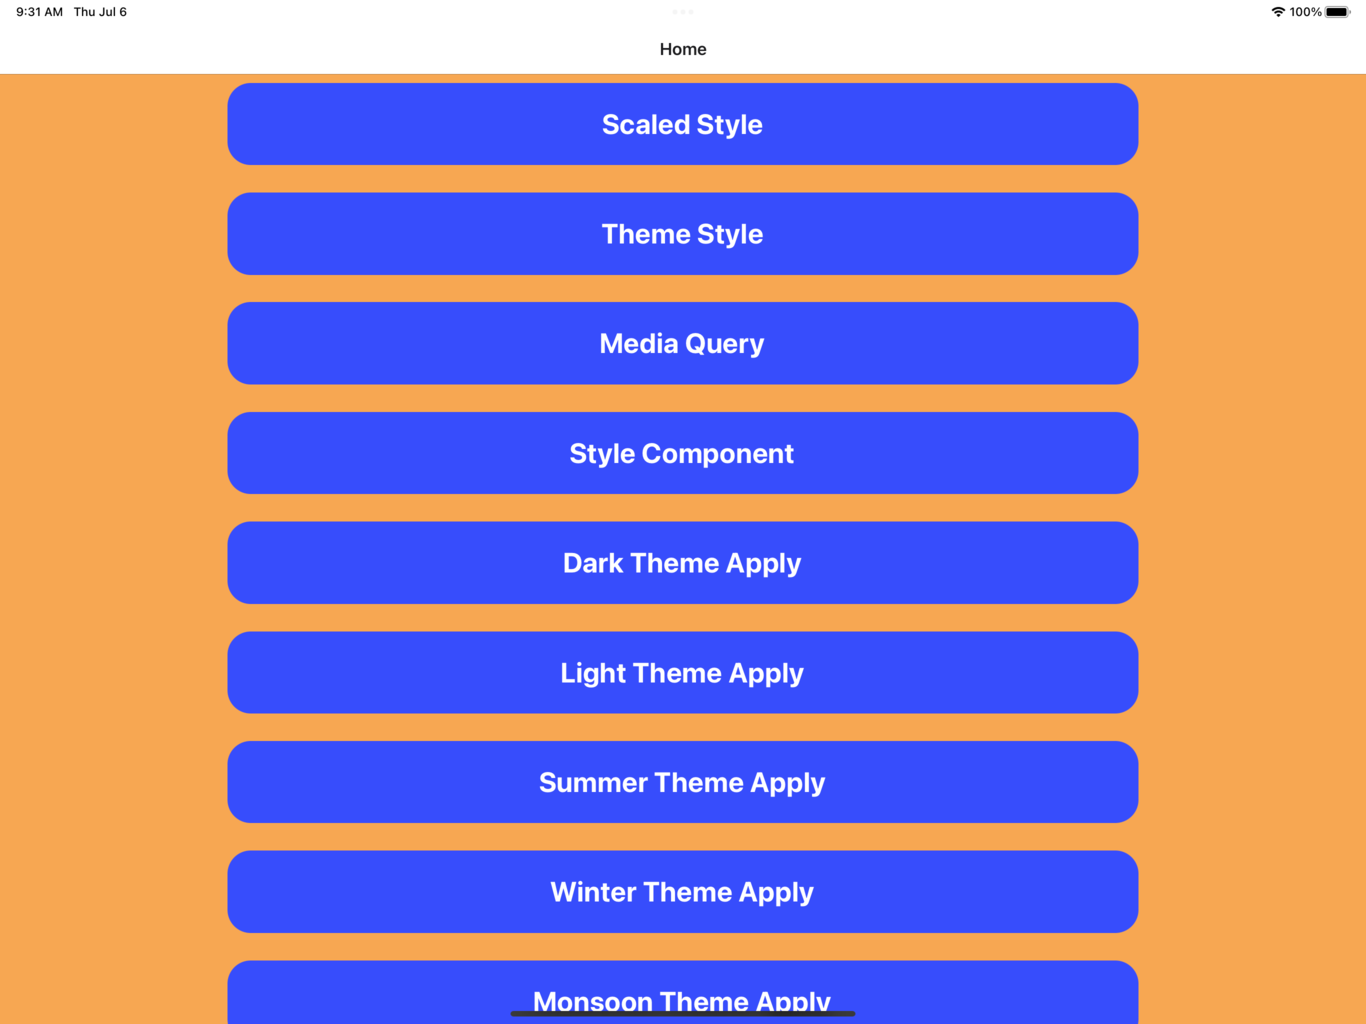 9:31 AM Thu Jul 6 100%
Home
Scaled Style
Theme Style
Media Query
Style Component
Dark Theme Apply
Light Theme Apply
Summer Theme Apply
Winter Theme Apply
Monsoon Theme Apply